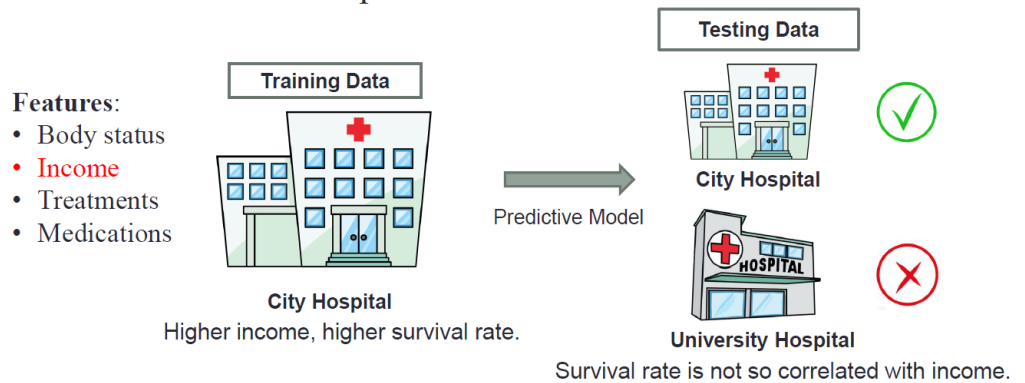 Training Data
Testing Data
Features:
• Body status
• Income
• Treatments
• Medications
City Hospital
Higher income, higher survival rate.
Predictive Model
City Hospital
HOSPITAL
University Hospital
Survival rate is not so correlated with income.